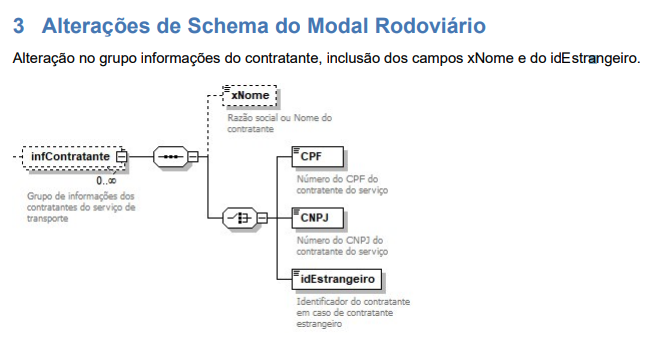 3 Alterações de Schema do Modal Rodoviário
Alteração no grupo informações do contratante, inclusão dos campos xNome e do idEstrangeiro.
xNome
Razão social ou Nome do
contratante
infContratante
0..∞
Grupo de informações dos
contratantes do serviço de
transporte
CPF
Número do CPF do
contratente do serviço
CNPJ
Número do CNPJ do
contratante do serviço
idEstrangeiro
Identificador do contratante
em caso de contratante
estrangeiro